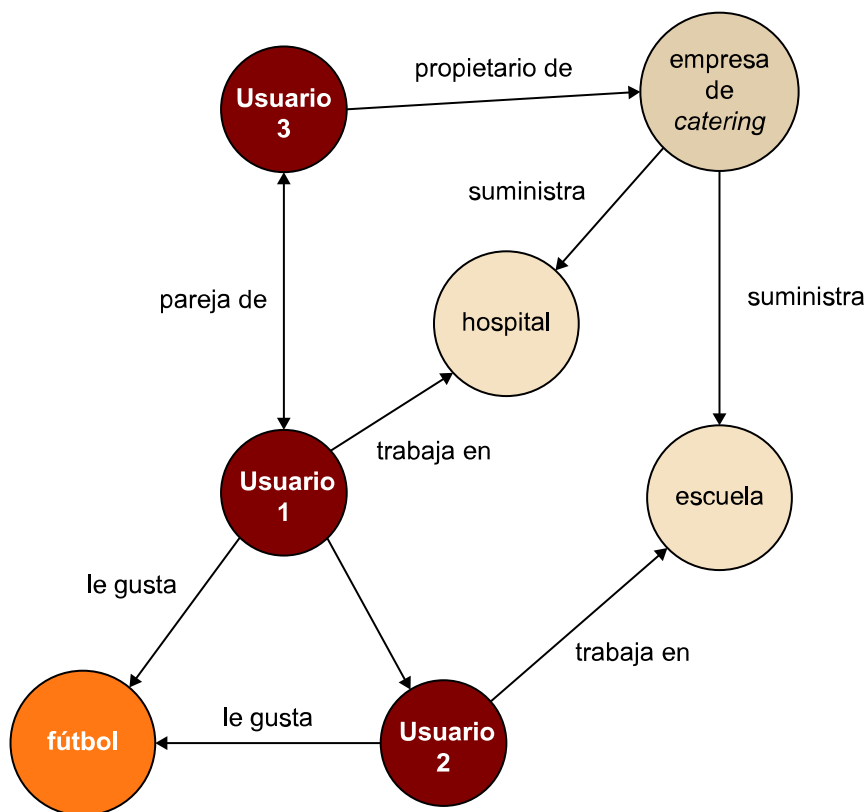 Usuario
3
propietario de
empresa
de
catering
suministra
hospital
suministra
pareja de
trabaja en
Usuario
1
escuela
le gusta
trabaja en
fútbol
le gusta
Usuario
2